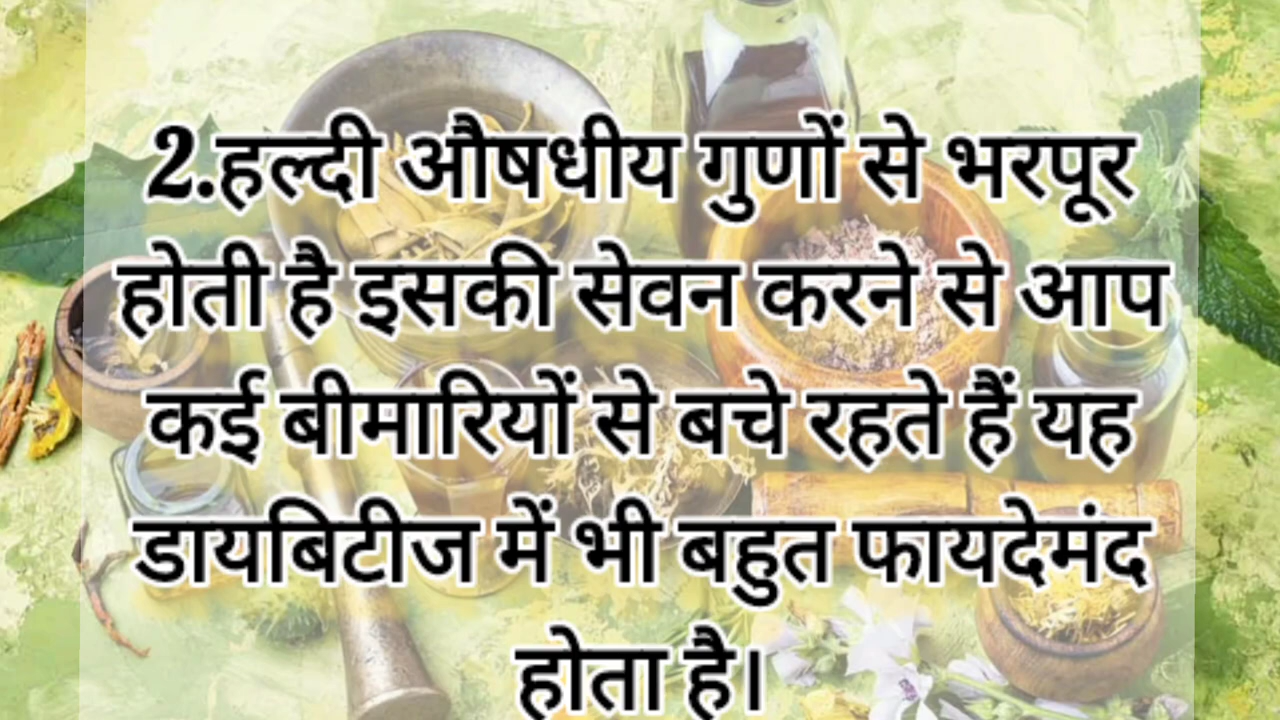 2.हल्दी औषधीय गुणों से भरपूर
होती है इसकी सेवन करने से आप
कई बीमारियों से बचे रहते हैं यह
डायबिटीज में भी बहुत फायदेमंद
होता है।